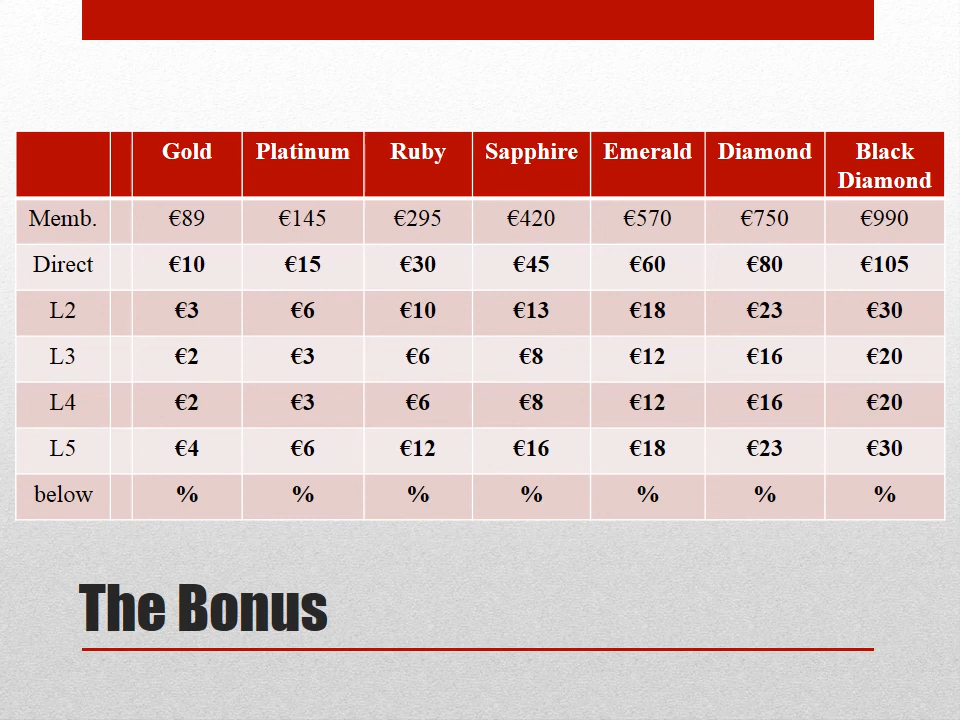 Gold Platinum Ruby Sapphire Emerald Diamond Black
Diamond
Memb. €89 €145 €295 €420 €570 €750 €990
Direct €10 €15 €30 €45 €60 €80 €105
L2 €3 €6 €10 €13 €18 €23 €30
L3 €2 €3 €6 €8 €12 €16 €20
L4 €2 €3 €6 €8 €12 €16 €20
L5 €4 €6 €12 €16 €18 €23 €30
below % % % % % % %
The Bonus